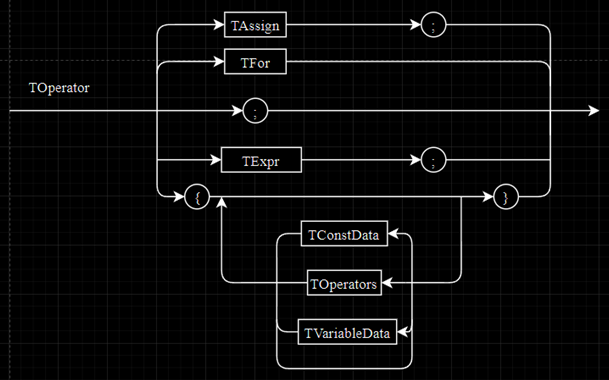 TAssign ;
TFor
TOperator
;
TExpr ;
{ }
TConstData
TOperators
TVariableData